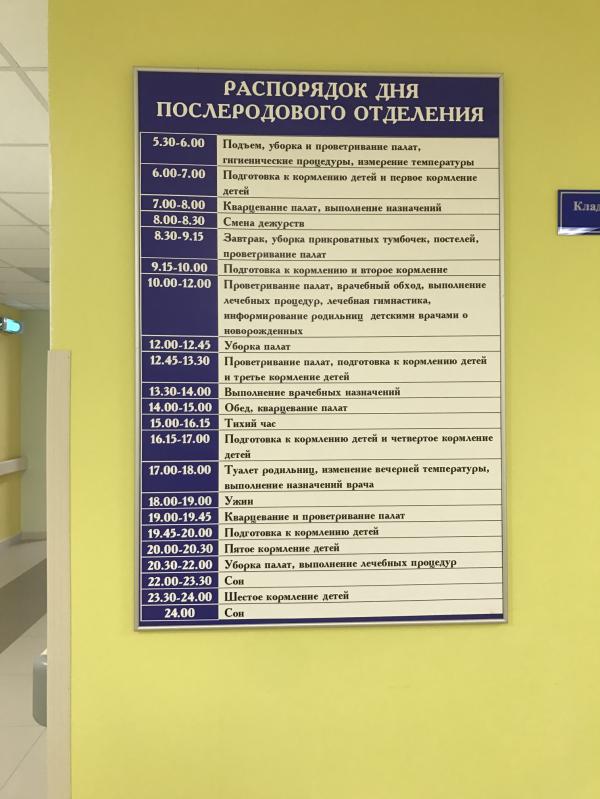 РАСПОРЯДОК ДНЯ
ПОСЛЕРОДОВОГО ОТДЕЛЕНИЯ
5.30-6.00 Подъем, уборка и проветривание палат,
гигиенические процедуры, измерение температуры
6.00-7.00 Подготовка к кормлению детей и первое кормление
детей
7.00-8.00 Кварцевание палат, выполнение назначений
8.00-8.30 Смена дежурств
8.30-9.15 Завтрак, уборка прикроватных тумбочек, постелей,
проветривание палат
9.15-10.00 Подготовка к кормлению и второе кормление
10.00-12.00 Проветривание палат, врачебный обход, выполнение
лечебных процедур, лечебная гимнастика,
информирование родильниц детскими врачами о
новорожденных
12.00-12.45 Уборка палат
12.45-13.30 Проветривание палат, подготовка к кормлению детей
и третье кормление детей
13.30-14.00 Выполнение врачебных назначений
14.00-15.00 Обед, кварцевание палат
15.00-16.15 Тихий час
16.15-17.00 Подготовка к кормлению детей и четвертое кормление
детей
17.00-18.00 Туалет родильниц, изменение вечерней температуры,
выполнение назначений врача
18.00-19.00 Ужин
19.00-19.45 Кварцевание и проветривание палат
19.45-20.00 Подготовка к кормлению детей
20.00-20.30 Пятое кормление детей
20.30-22.00 Уборка палат, выполнение лечебных процедур
22.00-23.30 Сон
23.30-24.00 Шестое кормление детей
24.00 Сон
Клад